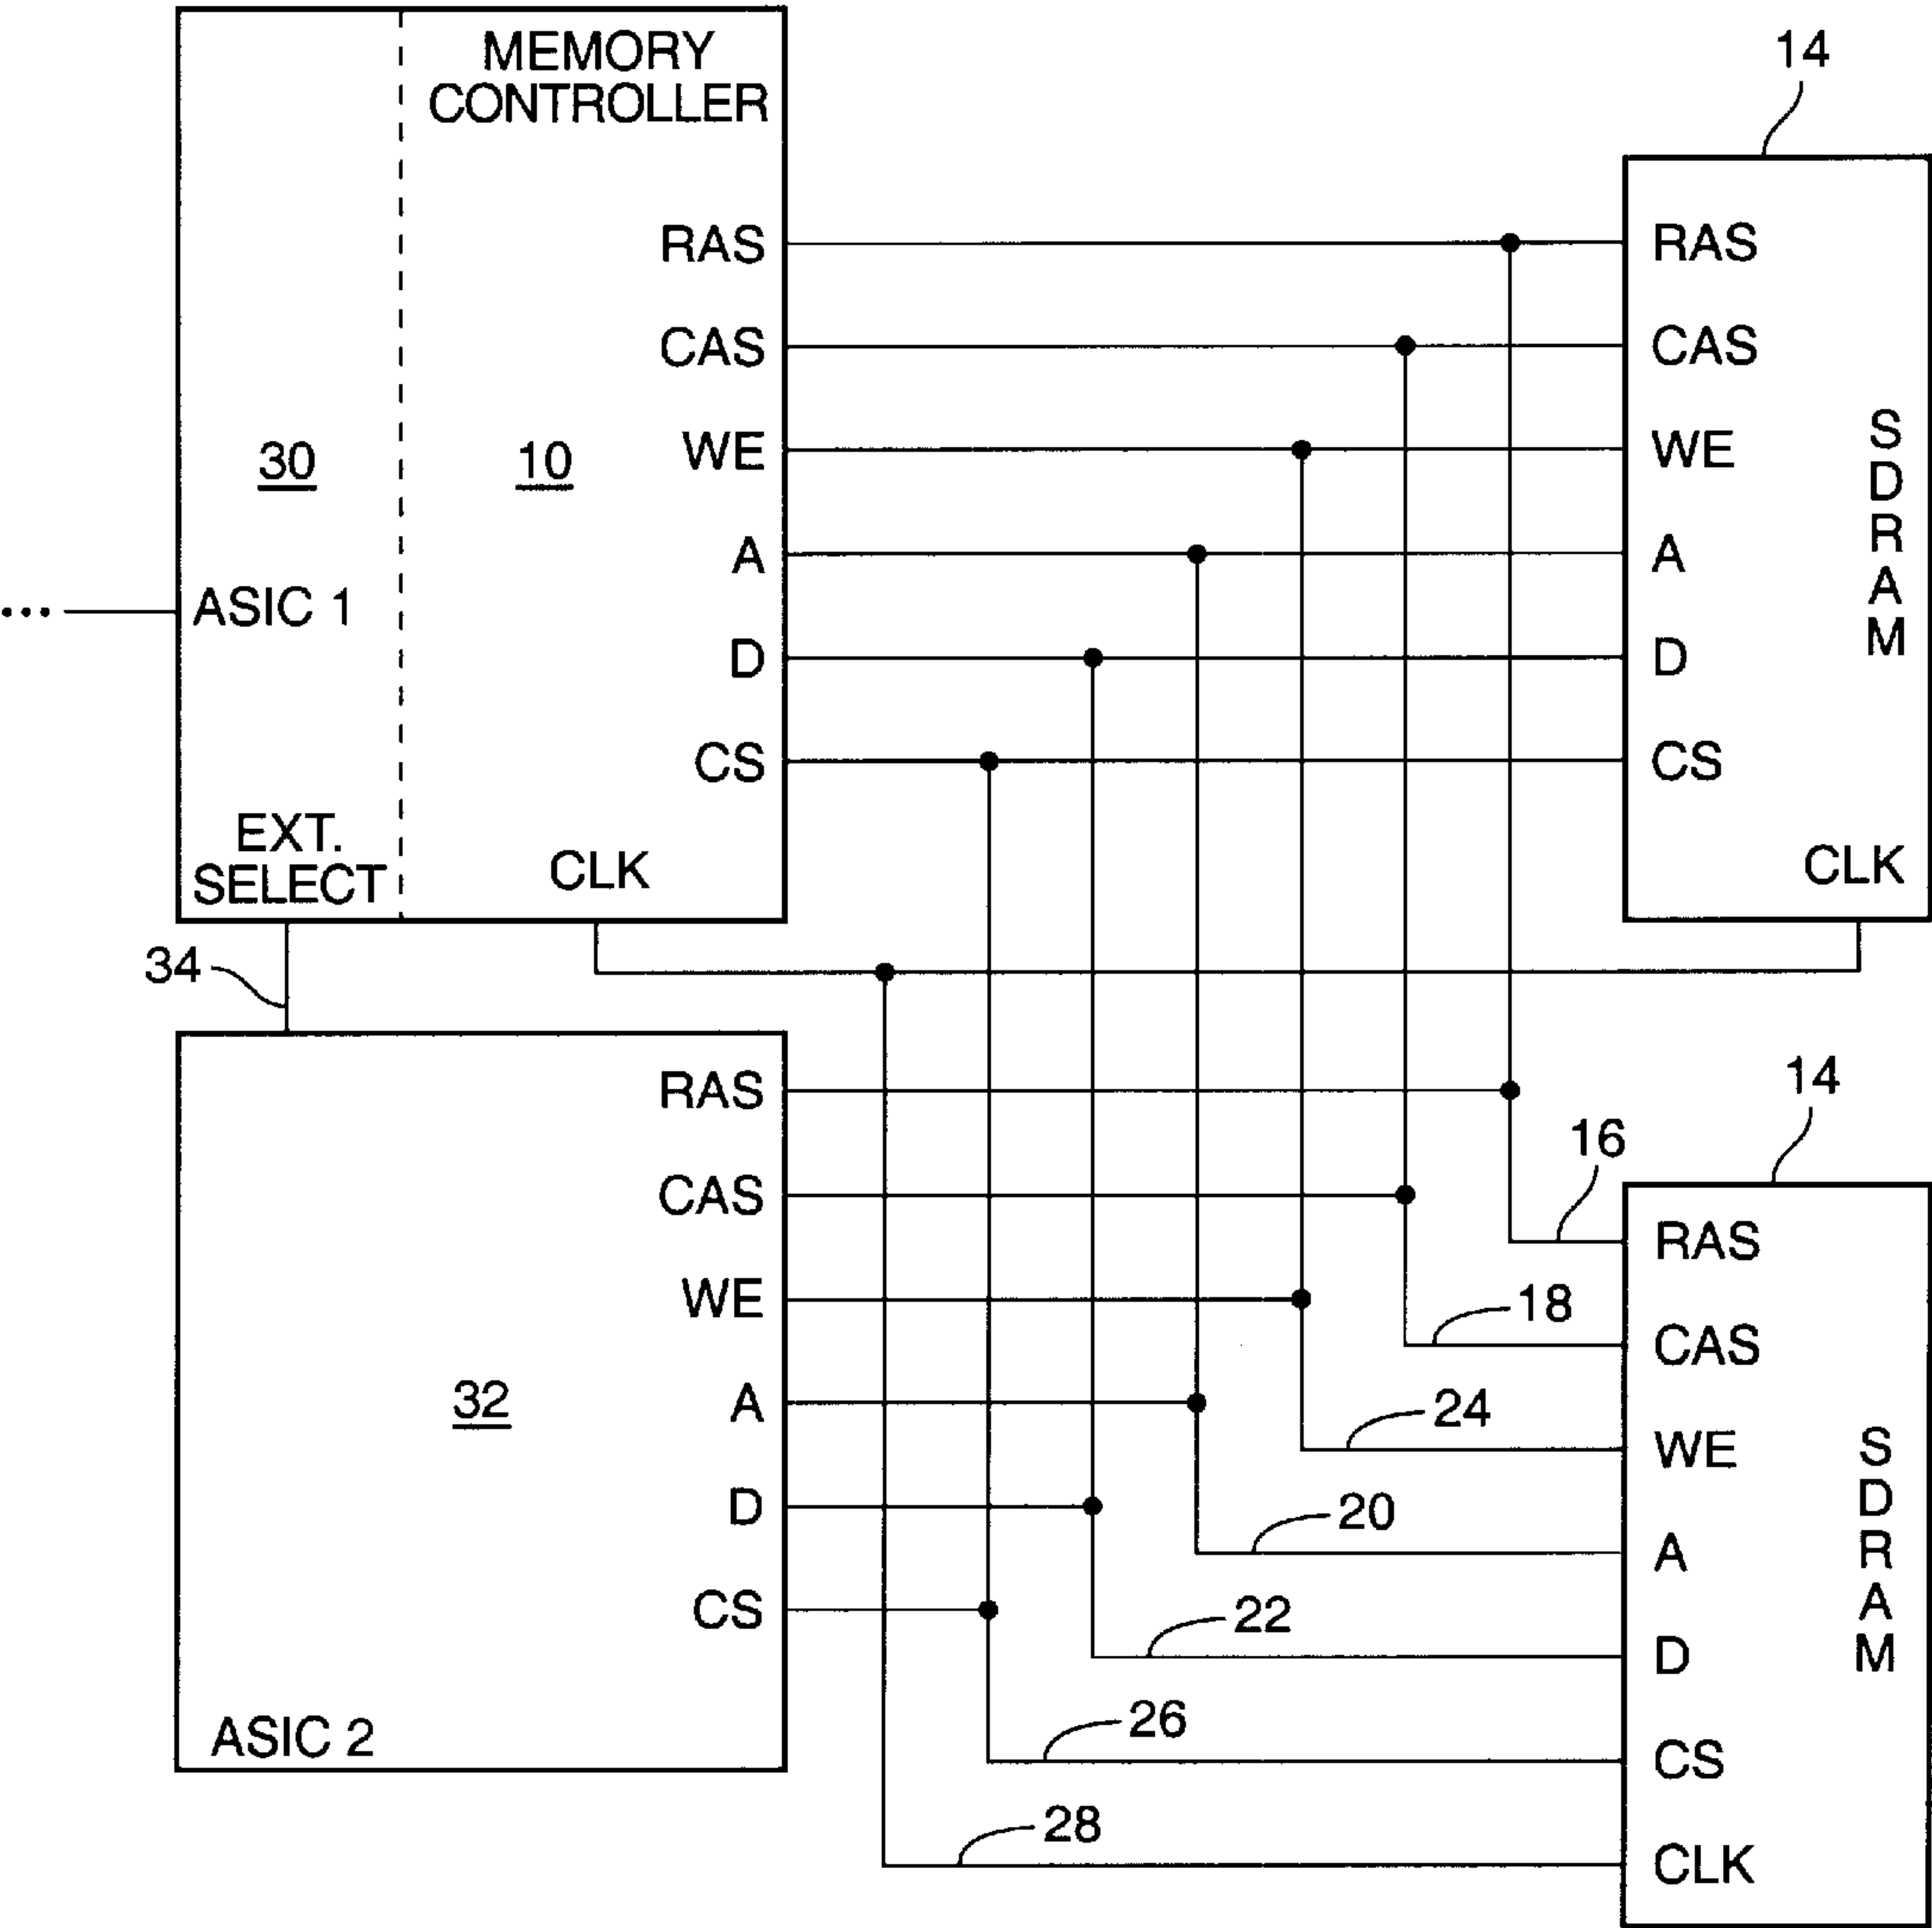 MEMORY
CONTROLLER
RAS
CAS
WE
A
D
CS
30
10
ASIC 1
EXT.
SELECT
CLK
14
RAS
CAS
WE
A
D
CS
SDRAM
CLK
34
RAS
CAS
WE
A
D
CS
32
ASIC 2
16
18
24
20
22
26
28
14
RAS
CAS
WE
A
D
CS
CLK
SDRAM
...